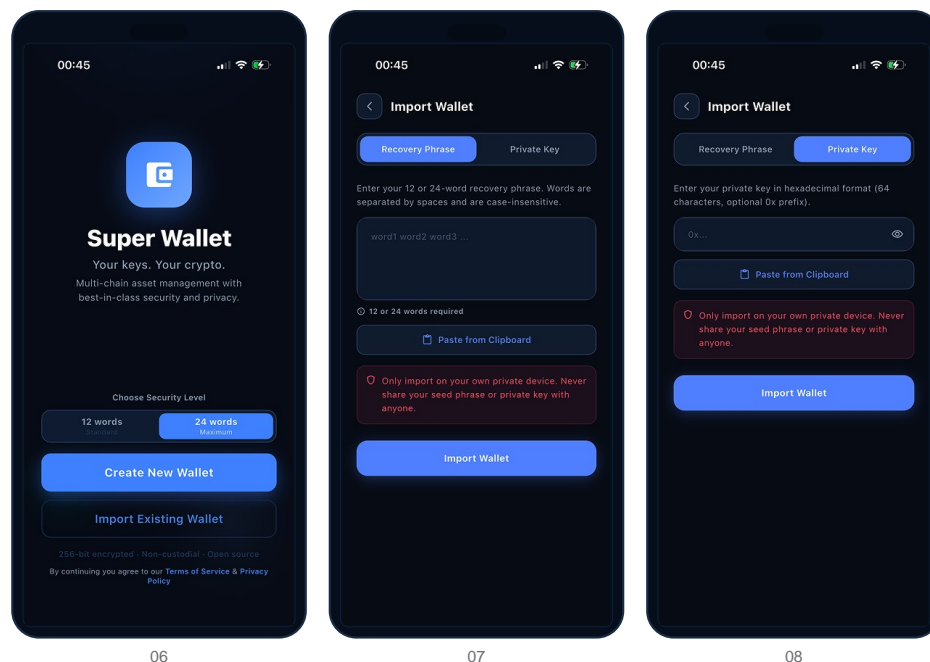 00:45
Super Wallet
Your keys. Your crypto.
Multi-chain asset management with
best-in-class security and privacy.
Choose Security Level
12 words
Standard
24 words
Maximum
Create New Wallet
Import Existing Wallet
256-bit encrypted · Non-custodial · Open source
By continuing you agree to our Terms of Service & Privacy
Policy
06
00:45
Import Wallet
Recovery Phrase
Private Key
Enter your 12 or 24-word recovery phrase. Words are
separated by spaces and are case-insensitive.
word1 word2 word3 ...
12 or 24 words required
Paste from Clipboard
Only import on your own private device. Never
share your seed phrase or private key with
anyone.
Import Wallet
07
00:45
Import Wallet
Recovery Phrase
Private Key
Enter your private key in hexadecimal format (64
characters, optional 0x prefix).
0x...
Paste from Clipboard
Only import on your own private device. Never
share your seed phrase or private key with
anyone.
Import Wallet
08